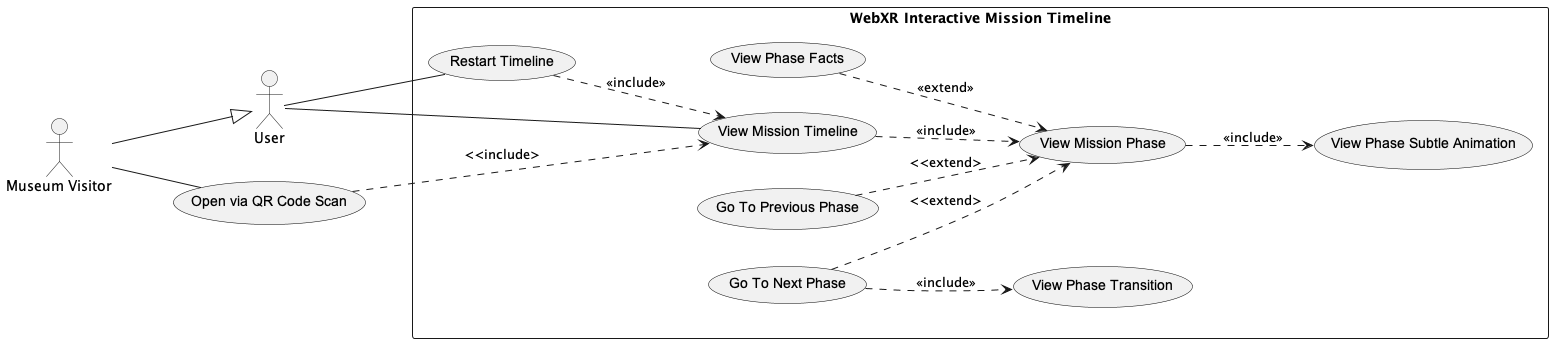 WebXR Interactive Mission Timeline
Restart Timeline
View Phase Facts
«include»
«extend»
User
View Mission Timeline
«include»
View Mission Phase
«include»
View Phase Subtle Animation
Museum Visitor
<<include>
<<extend>
Open via QR Code Scan
Go To Previous Phase
<<extend>
Go To Next Phase
«include»
View Phase Transition